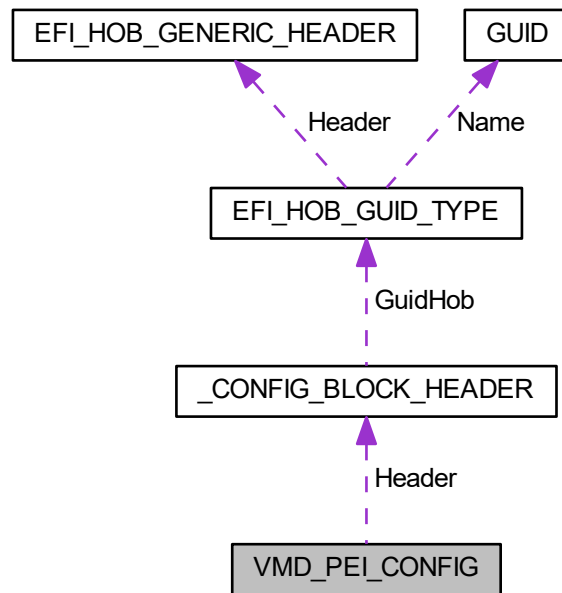 EFI_HOB_GENERIC_HEADER
GUID
Header
Name
EFI_HOB_GUID_TYPE
GuidHob
_CONFIG_BLOCK_HEADER
Header
VMD_PEI_CONFIG